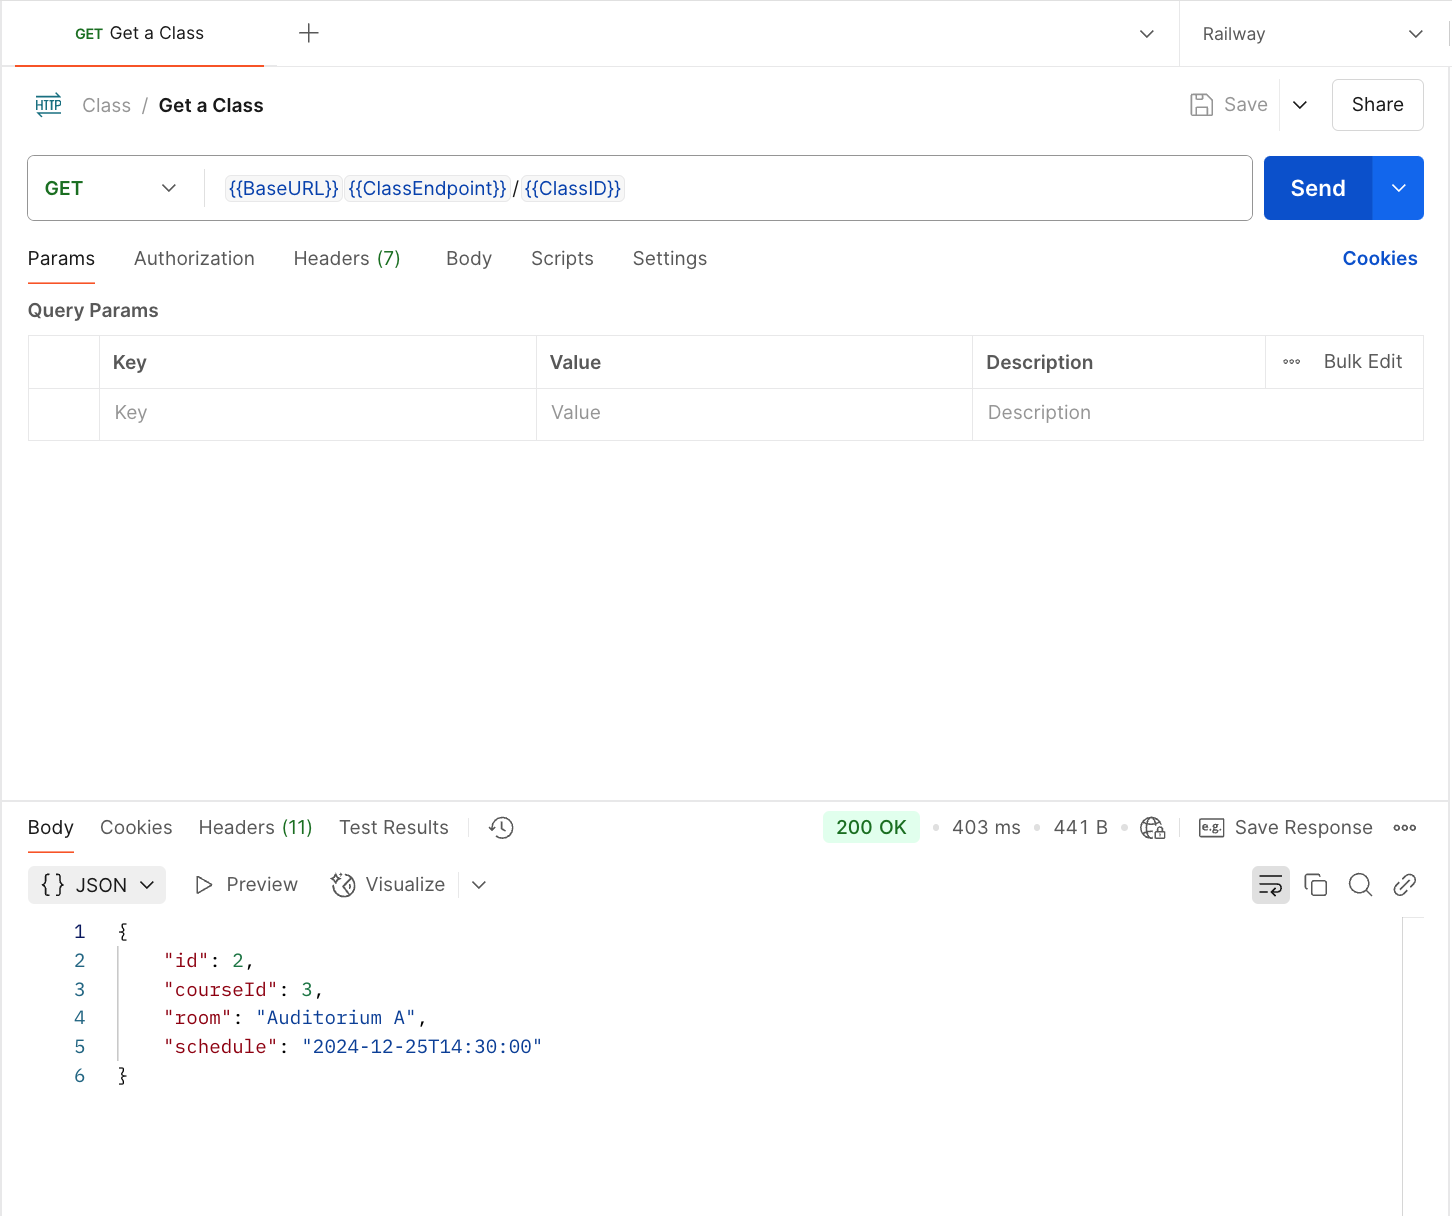 GET Get a Class
Railway
HTTP Class / Get a Class
Save
Share
GET
{{BaseURL}} {{ClassEndpoint}} / {{ClassID}}
Send
Params Authorization Headers (7) Body Scripts Settings
Cookies
Query Params
Key Value Description Bulk Edit
Key Value Description
Body Cookies Headers (11) Test Results
200 OK 403 ms 441 B e.g. Save Response
{} JSON Preview Visualize
1 {
2 "id": 2,
3 "courseId": 3,
4 "room": "Auditorium A",
5 "schedule": "2024-12-25T14:30:00"
6 }